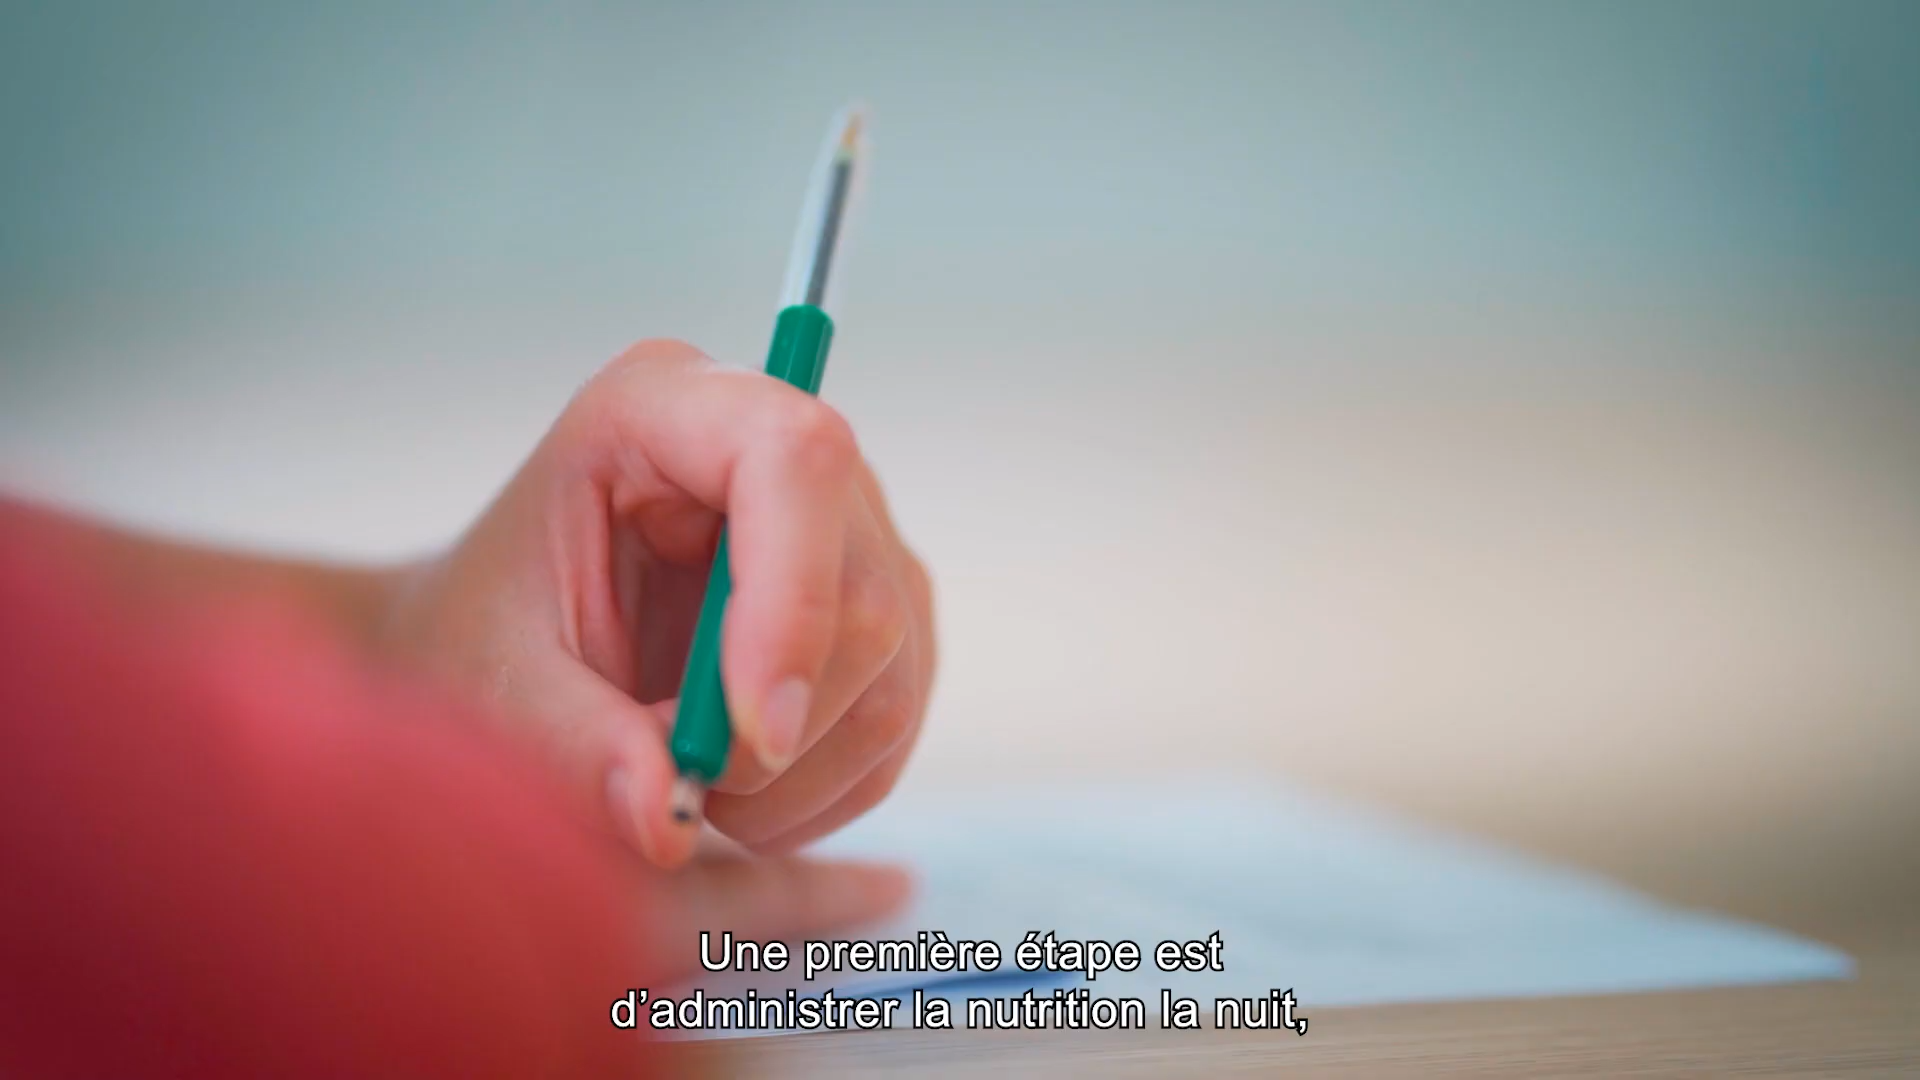 Une première étape est
d’administrer la nutrition la nuit,